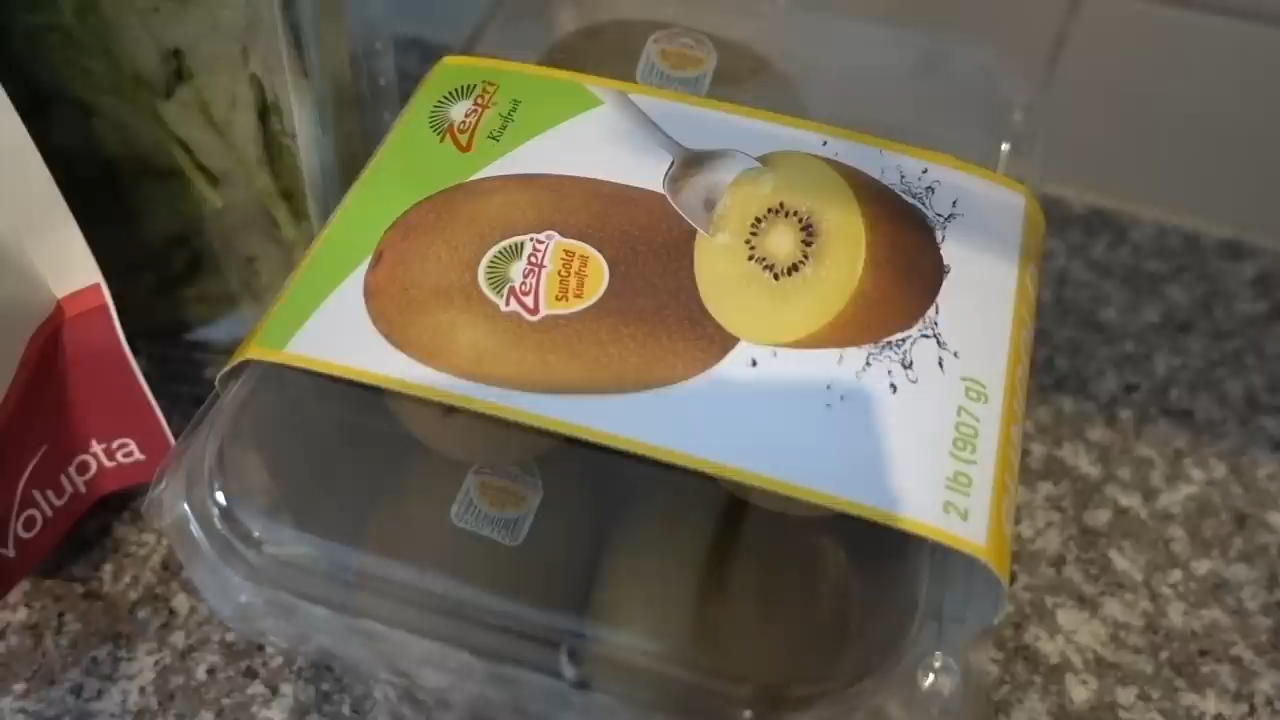 Zespri
Kiwifruit
Zespri®
SunGold
Kiwifruit
2 lb (907 g)
Volupta